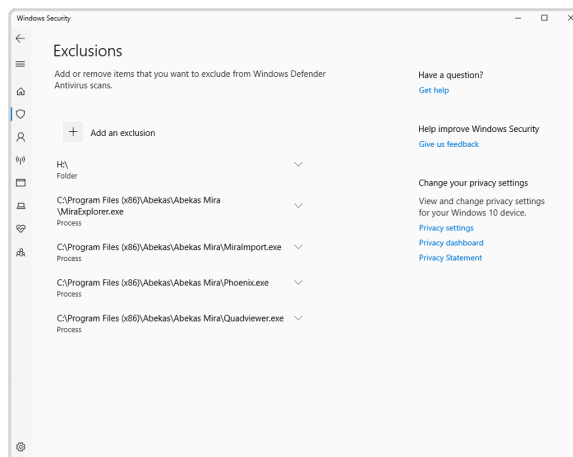 Windows Security
Exclusions
Add or remove items that you want to exclude from Windows Defender
Antivirus scans.
Add an exclusion
H:\
Folder
C:\Program Files (x86)\Abekas\Abekas Mira
\MiraExplorer.exe
Process
C:\Program Files (x86)\Abekas\Abekas Mira\MiraImport.exe
Process
C:\Program Files (x86)\Abekas\Abekas Mira\Phoenix.exe
Process
C:\Program Files (x86)\Abekas\Abekas Mira\Quadviewer.exe
Process
Have a question?
Get help
Help improve Windows Security
Give us feedback
Change your privacy settings
View and change privacy settings
for your Windows 10 device.
Privacy settings
Privacy dashboard
Privacy Statement